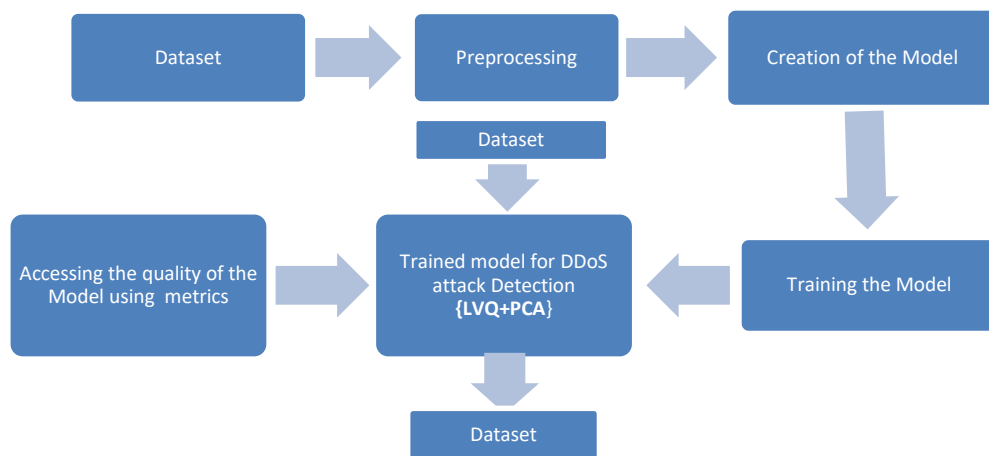 Dataset
Preprocessing
Creation of the Model
Dataset
Accessing the quality of the
Model using metrics
Trained model for DDoS
attack Detection
{LVQ+PCA}
Training the Model
Dataset